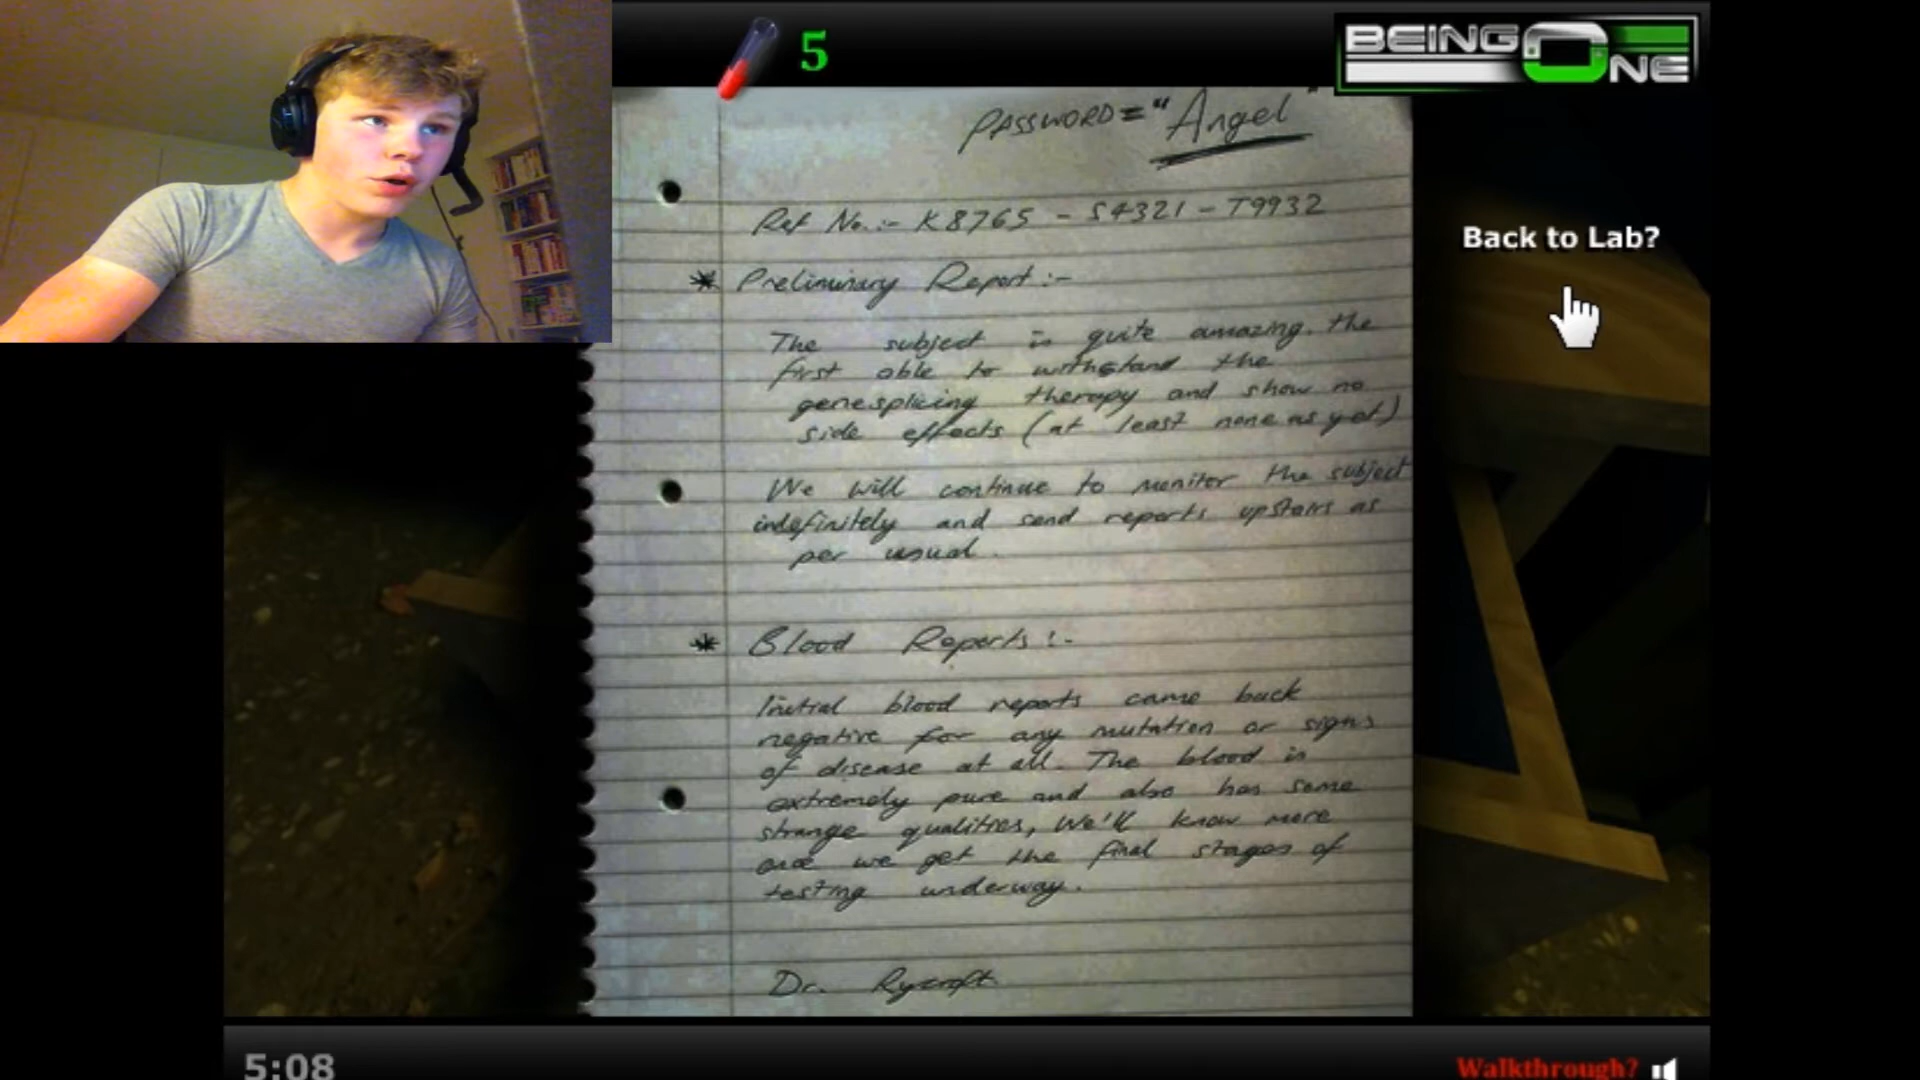 5
BEING ONE
PASSWORD = "Angel"
Ref No.:- K8765 - S4321 - T9932
Back to Lab?
* Preliminary Report:-
The subject is quite amazing. the
first able to withstand the
genesplicing therapy and show no
side effects (at least none as yet)
We will continue to monitor the subject
indefinitely and send reports upstairs as
per usual.
* Blood Reports:-
Initial blood reports came back
negative for any mutation or signs
of disease at all. The blood is
extremely pure and also has some
strange qualities, We'll know more
once we get the final stages of
testing underway.
Dr. Rycroft
5:08
Walkthrough?